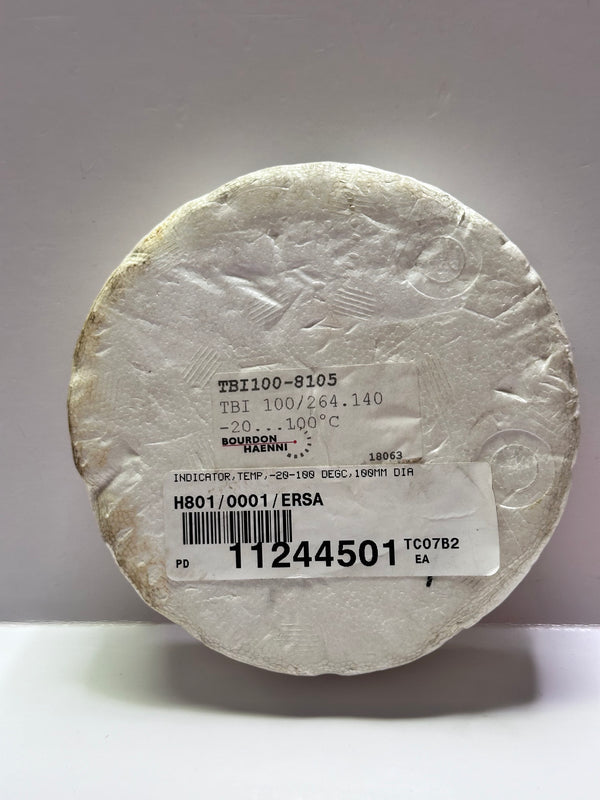 TBI100-8105
TBI 100/264.140
-20...100°C
BOURDON
HAENNI
18063
INDICATOR,TEMP,-20-100 DEGC,100MM DIA
H801/0001/ERSA
PD 11244501 TC07B2
EA